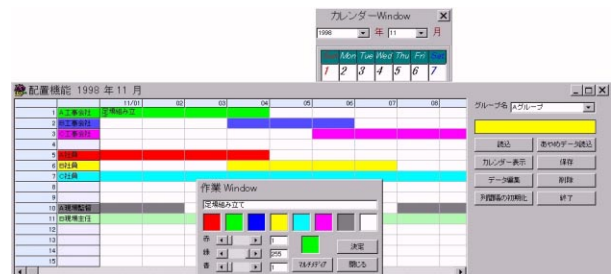 カレンダーWindow
1998 年 11 月
Sun Mon Tue Wed Thu Fri Sat
1 2 3 4 5 6 7
配置機能 1998 年 11 月
11/01 02 03 04 05 06 07 08
1 A工事会社 足場組み立
2 B工事会社
3 C工事会社
4
5 A社員
6 B社員
7 C社員
8
9
10 A現場監督
11 B現場主任
12
13
14
15
グループ名 Aグループ
読込 あやめデータ読込
カレンダー表示 保存
データ編集 削除
列間隔の初期化 終了
作業 Window
足場組み立て
赤 1
緑 255
青 1
決定
マルチメディア 閉じる